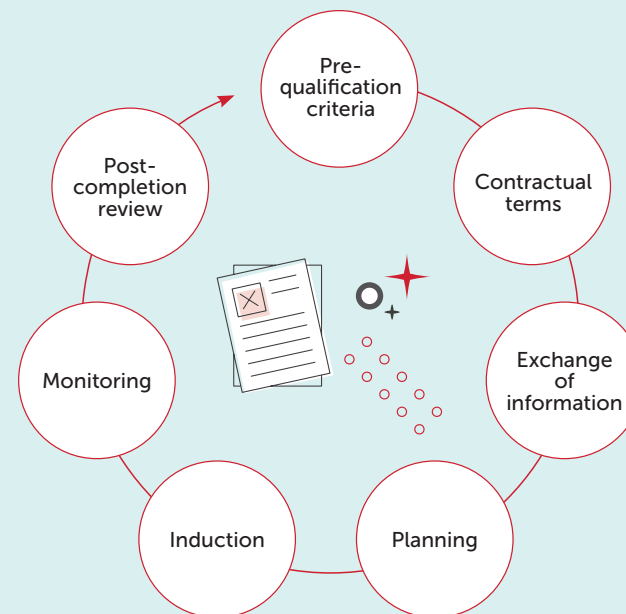 Pre-
qualification
criteria
Contractual
terms
Exchange
of
information
Planning
Induction
Monitoring
Post-
completion
review